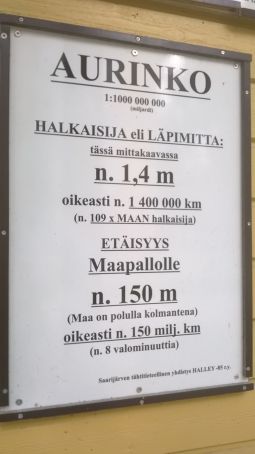 AURINKO
1:1000 000 000
(miljardi)
HALKAISIJA eli LÄPIMITTA:
tässä mittakaavassa
n. 1,4 m
oikeasti n. 1 400 000 km
(n. 109 x MAAN halkaisija)
ETÄISYYS
Maapallolle
n. 150 m
(Maa on polulla kolmantena)
oikeasti n. 150 milj. km
(n. 8 valominuuttia)
Saarijärven tähtitieteellinen yhdistys HALLEY -85 r.y.